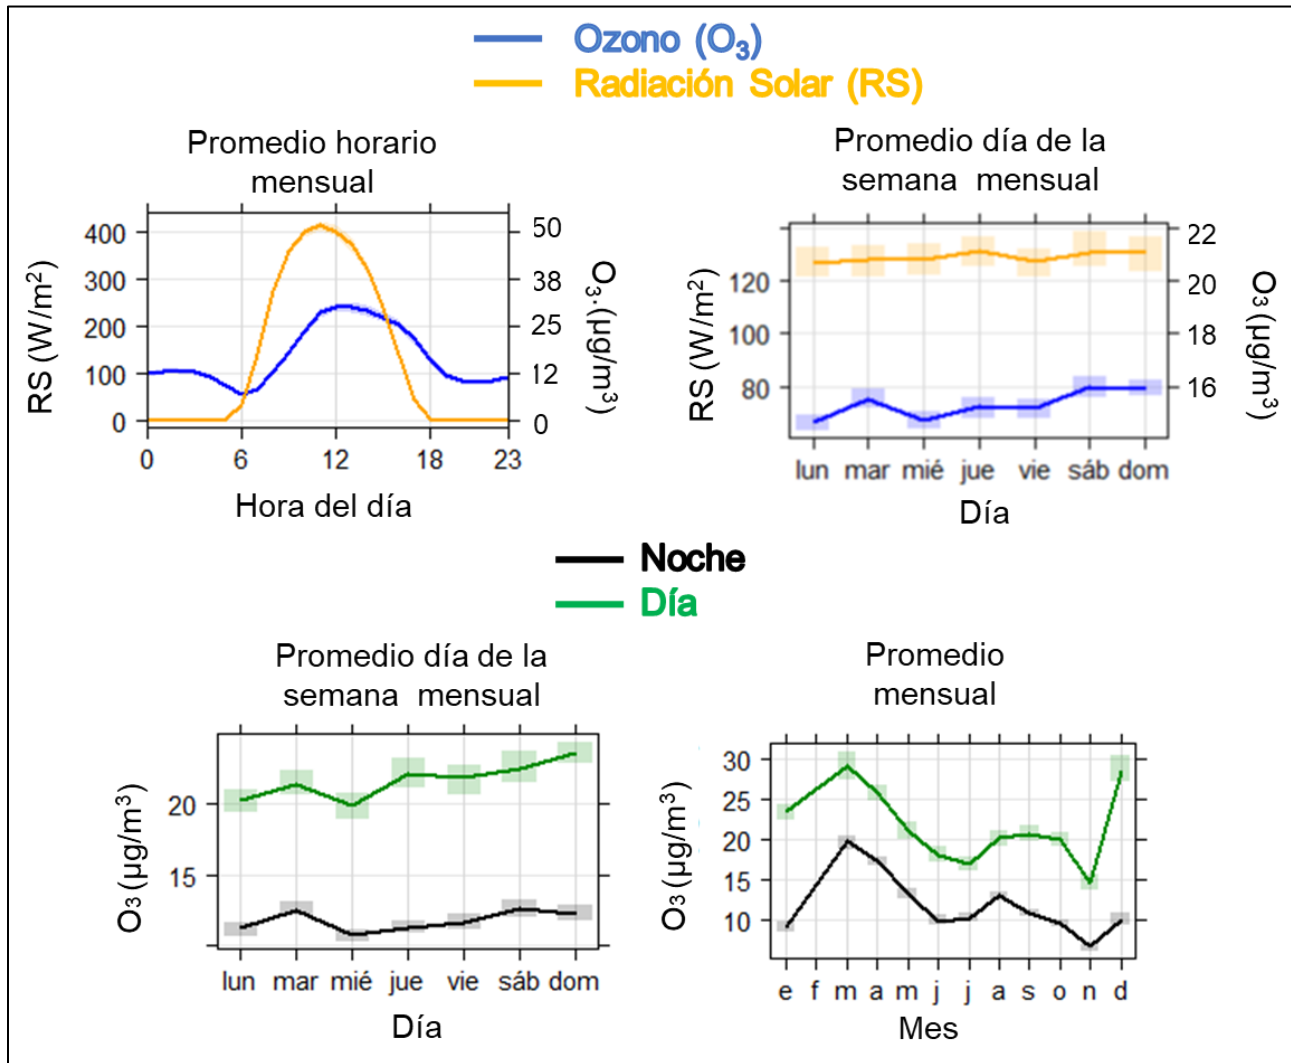 Ozono (O₃)
Radiación Solar (RS)
Promedio horario
mensual
RS (W/m²)
400
300
200
100
0
50
38
25
12
0
O₃.(µg/m³)
0 6 12 18 23
Hora del día
Promedio día de la
semana mensual
RS (W/m²)
120
100
80
22
20
18
16
O₃(µg/m³)
lun mar mié jue vie sáb dom
Día
Noche
Día
Promedio día de la
semana mensual
O₃(µg/m³)
20
15
lun mar mié jue vie sáb dom
Día
Promedio
mensual
O₃(µg/m³)
30
25
20
15
10
e f m a m j j a s o n d
Mes